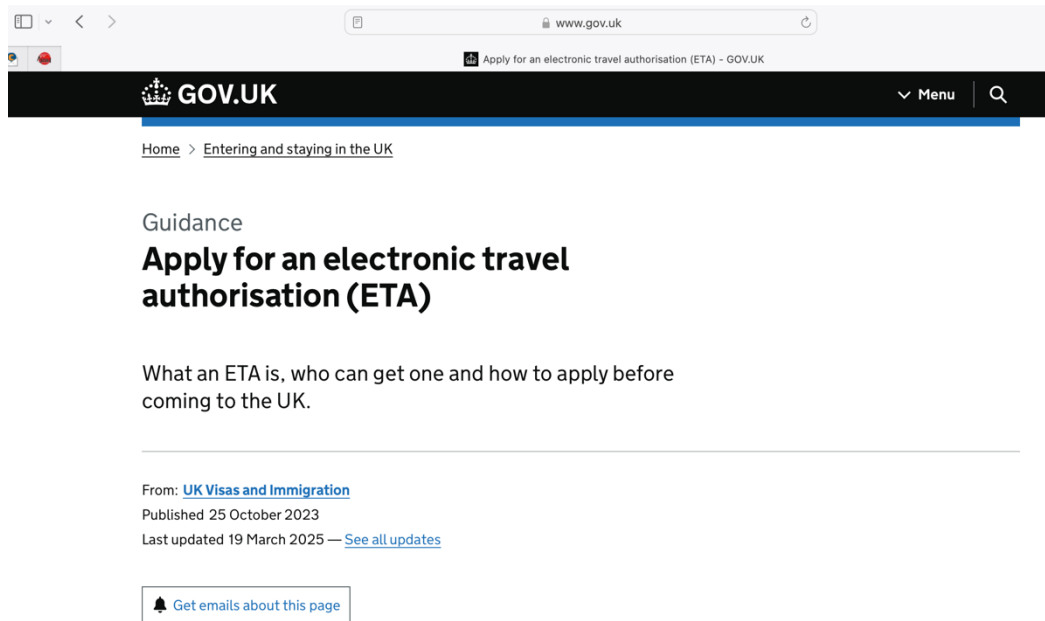 www.gov.uk
Apply for an electronic travel authorisation (ETA) – GOV.UK
GOV.UK
Menu
Home > Entering and staying in the UK
Guidance
Apply for an electronic travel
authorisation (ETA)
What an ETA is, who can get one and how to apply before
coming to the UK.
From: UK Visas and Immigration
Published 25 October 2023
Last updated 19 March 2025 — See all updates
Get emails about this page